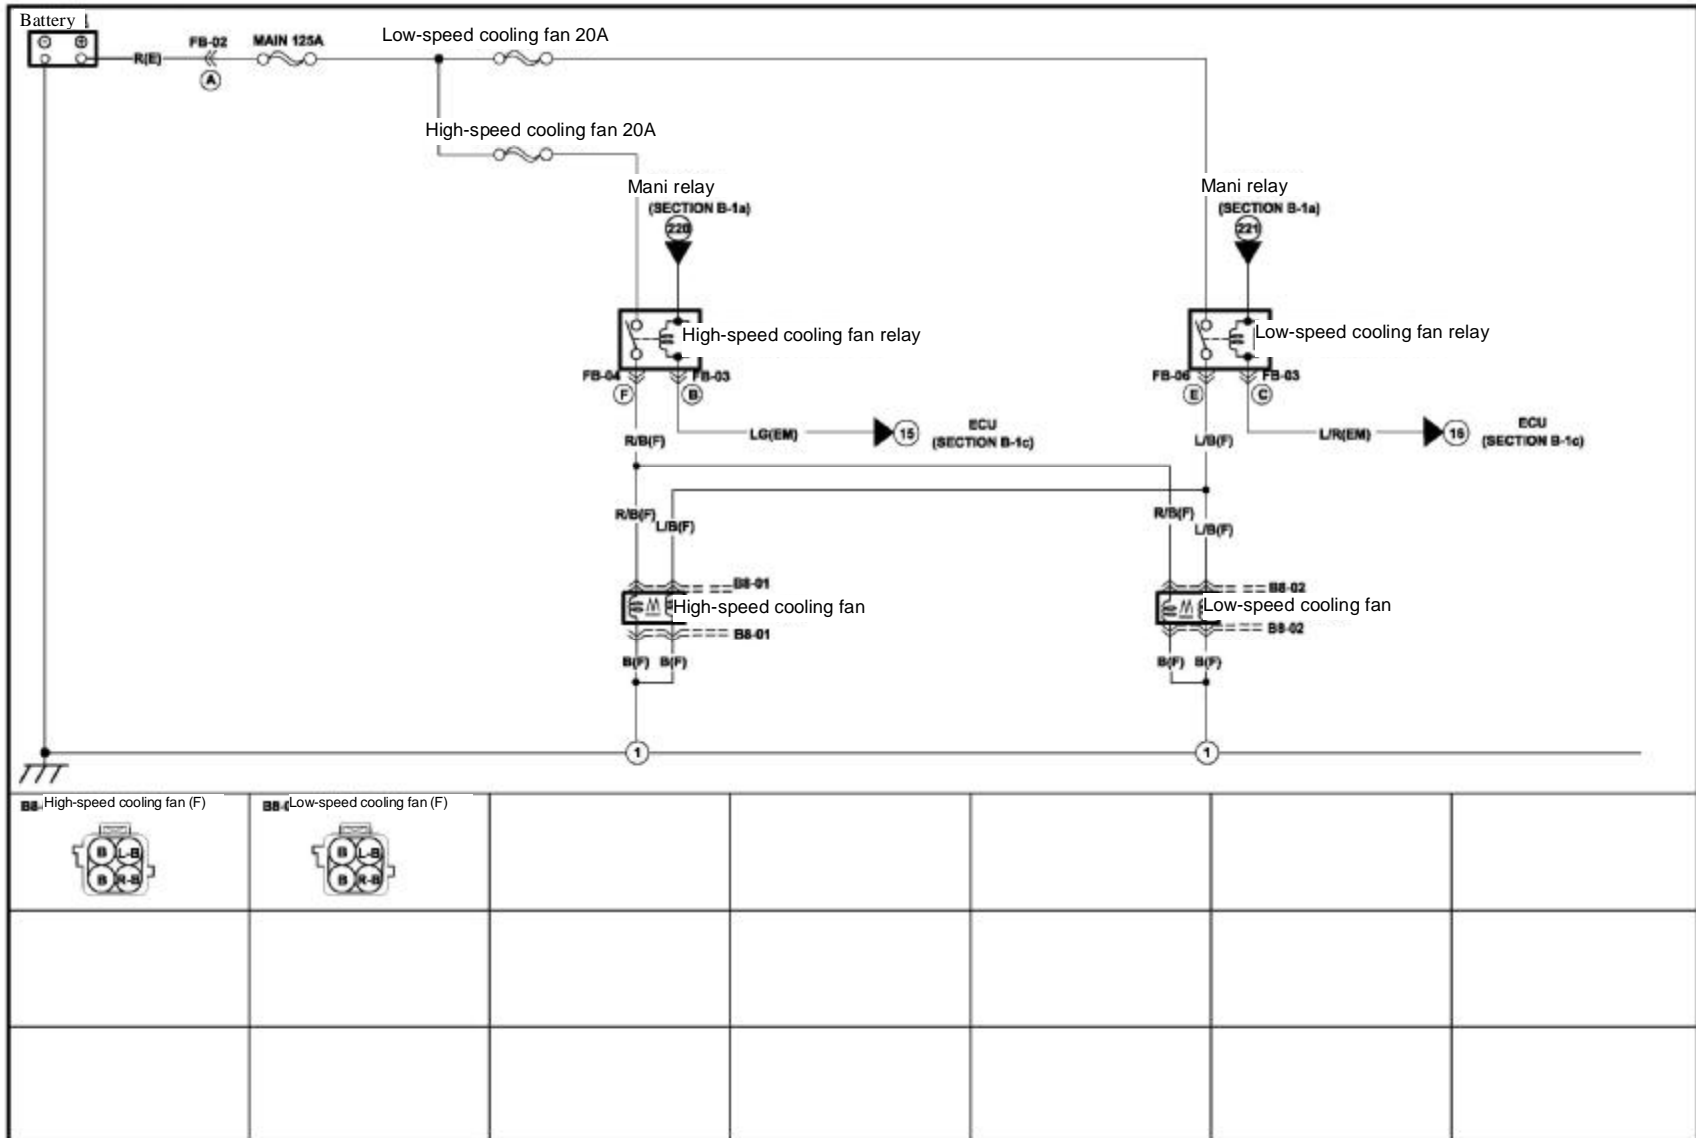 Battery
FB-02 MAIN 125A Low-speed cooling fan 20A
R(E)
A
High-speed cooling fan 20A
Mani relay
(SECTION B-1a)
220
Mani relay
(SECTION B-1a)
221
High-speed cooling fan relay
Low-speed cooling fan relay
FB-04 FB-03
F B
FB-06 FB-03
E C
R/B(F) LG(EM) 15 ECU
(SECTION B-1c)
L/B(F) L/R(EM) 16 ECU
(SECTION B-1c)
R/B(F) L/B(F)
R/B(F) L/B(F)
B8-01
High-speed cooling fan
B8-01
B8-02
Low-speed cooling fan
B8-02
B(F) B(F)
B(F) B(F)
1 1
High-speed cooling fan (F)
Low-speed cooling fan (F)
B L-B
B R-B
B L-B
B R-B